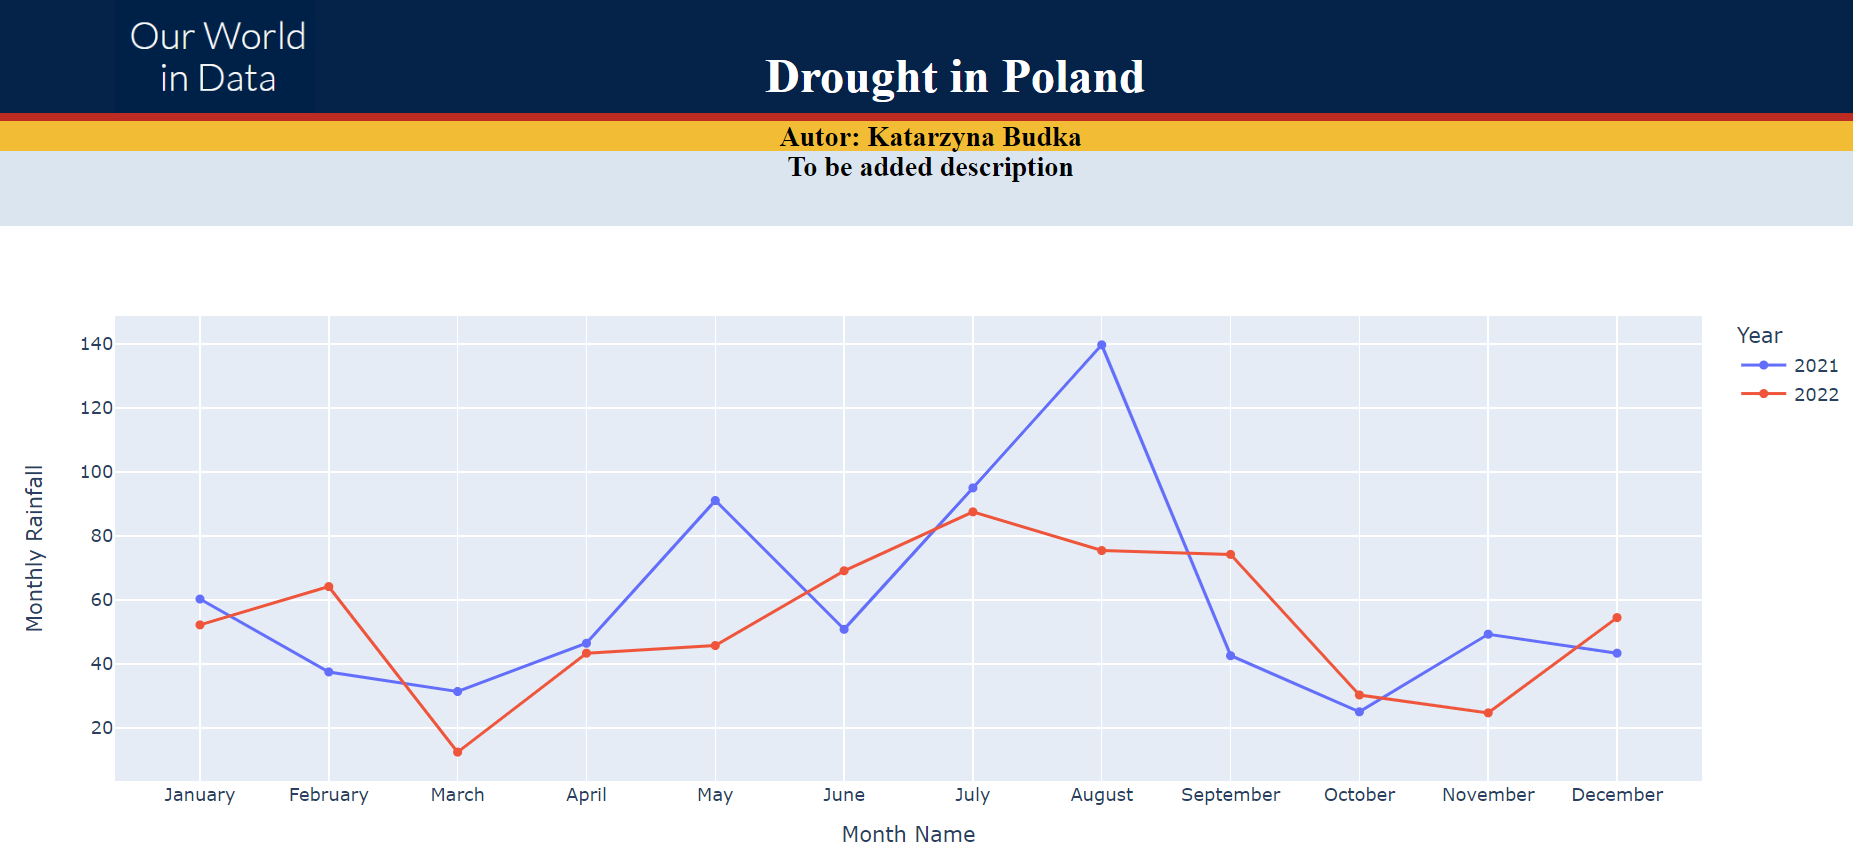 Our World
in Data
Drought in Poland
Autor: Katarzyna Budka
To be added description
Year
2021
2022
Monthly Rainfall
140
120
100
80
60
40
20
January February March April May June July August September October November December
Month Name